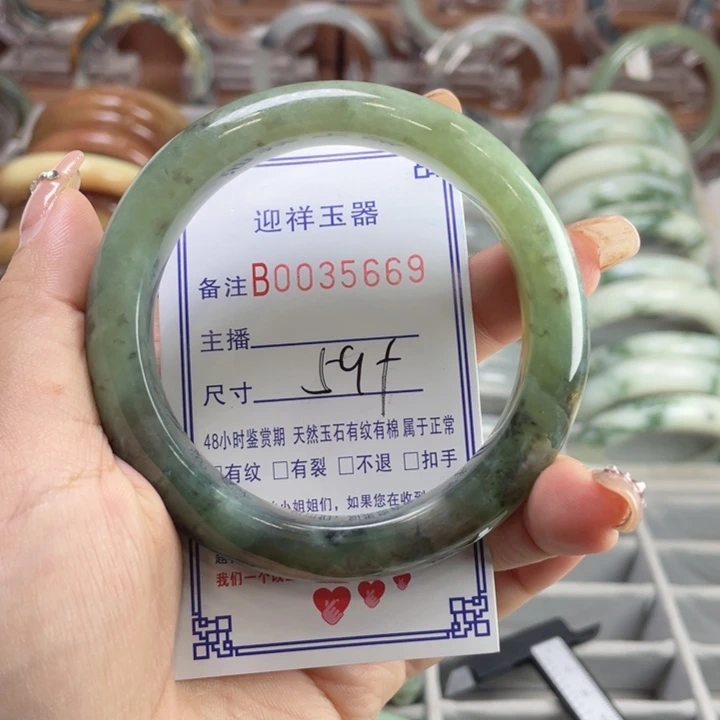 迎祥玉器
备注B0035669
主播
尺寸 59f
48小时鉴赏期 天然玉石有纹有棉属于正常
□有纹 □有裂 □不退 □扣手
小姐姐们，如果您在收到
我们一个